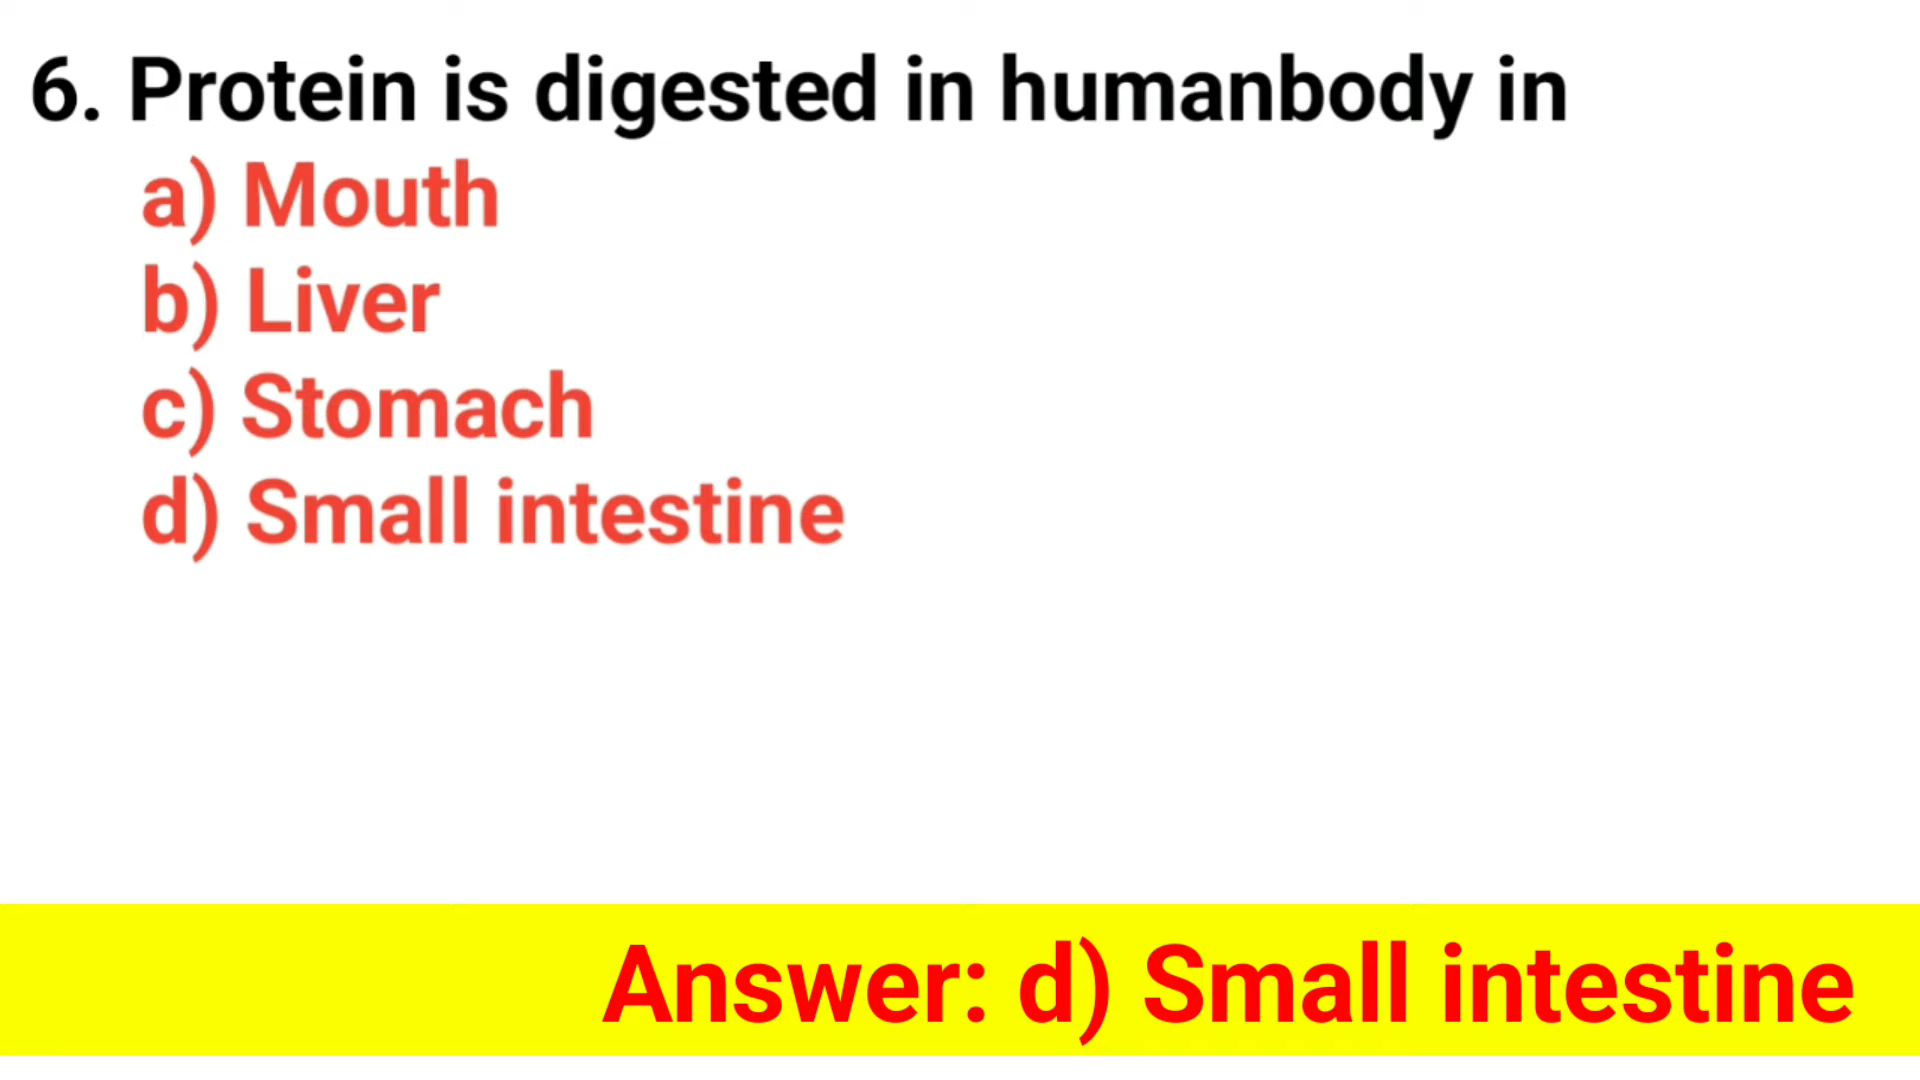 6. Protein is digested in humanbody in
a) Mouth
b) Liver
c) Stomach
d) Small intestine
Answer: d) Small intestine